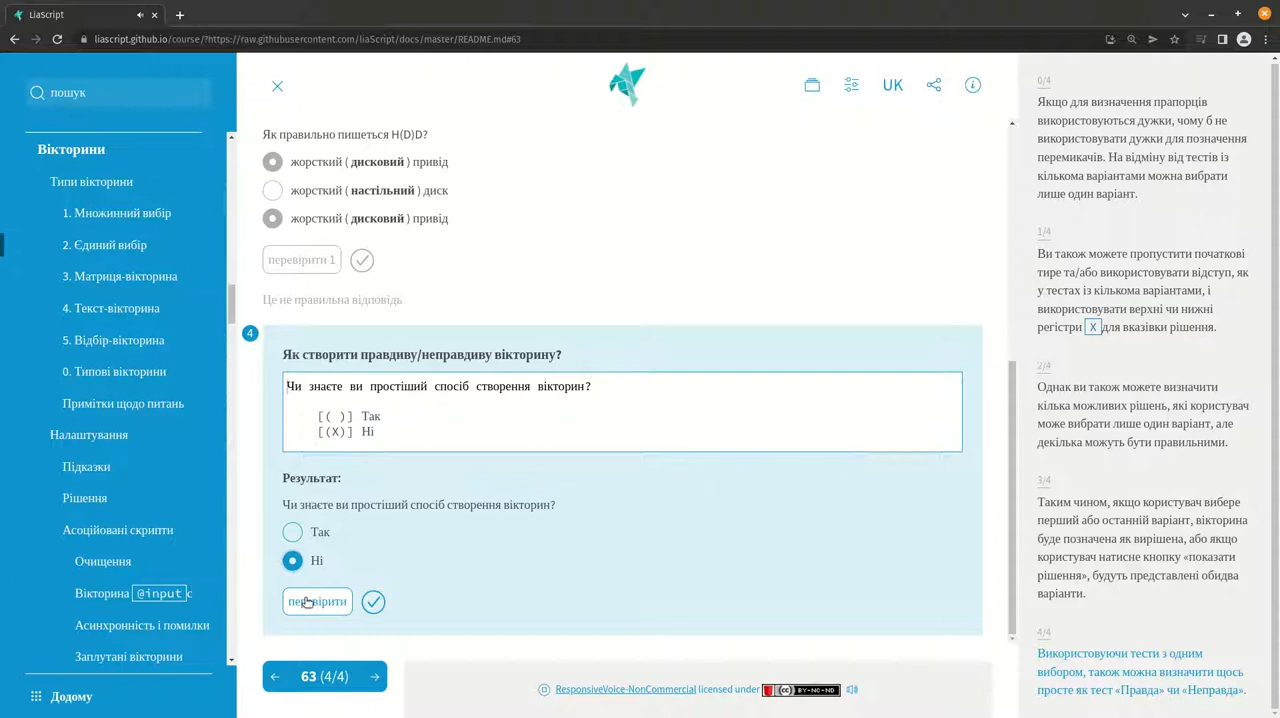 LiaScript
liascript.github.io/course/?https://raw.githubusercontent.com/liaScript/docs/master/README.md#63
пошук
Вікторини
Типи вікторини
1. Множинний вибір
2. Єдиний вибір
3. Матриця-вікторина
4. Текст-вікторина
5. Відбір-вікторина
0. Типові вікторини
Примітки щодо питань
Налаштування
Підказки
Рішення
Асоційовані скрипти
Очищення
Вікторина @input с
Асинхронність і помилки
Заплутані вікторини
Додому
UK
Як правильно пишеться H(D)D?
жорсткий ( дисковий ) привід
жорсткий ( настільний ) диск
жорсткий ( дисковий ) привід
перевірити 1
Це не правильна відповідь
4
Як створити правдиву/неправдиву вікторину?
Чи знаєте ви простіший спосіб створення вікторин?
[( )] Так
[(X)] Ні
Результат:
Чи знаєте ви простіший спосіб створення вікторин?
Так
Ні
перевірити
63 (4/4)
ResponsiveVoice-NonCommercial licensed under
CC BY-NC-ND
0/4
Якщо для визначення прапорців
використовуються дужки, чому б не
використовувати дужки для позначення
перемикачів. На відміну від тестів із
кількома варіантами можна вибрати
лише один варіант.
1/4
Ви також можете пропустити початкові
тире та/або використовувати відступ, як
у тестах із кількома варіантами, і
використовувати верхні чи нижні
регістри X для вказівки рішення.
2/4
Однак ви також можете визначити
кілька можливих рішень, які користувач
може вибрати лише один варіант, але
декілька можуть бути правильними.
3/4
Таким чином, якщо користувач вибере
перший або останній варіант, вікторина
буде позначена як вирішена, або якщо
користувач натисне кнопку «показати
рішення», будуть представлені обидва
варіанти.
4/4
Використовуючи тести з одним
вибором, також можна визначити щось
просте як тест «Правда» чи «Неправда».